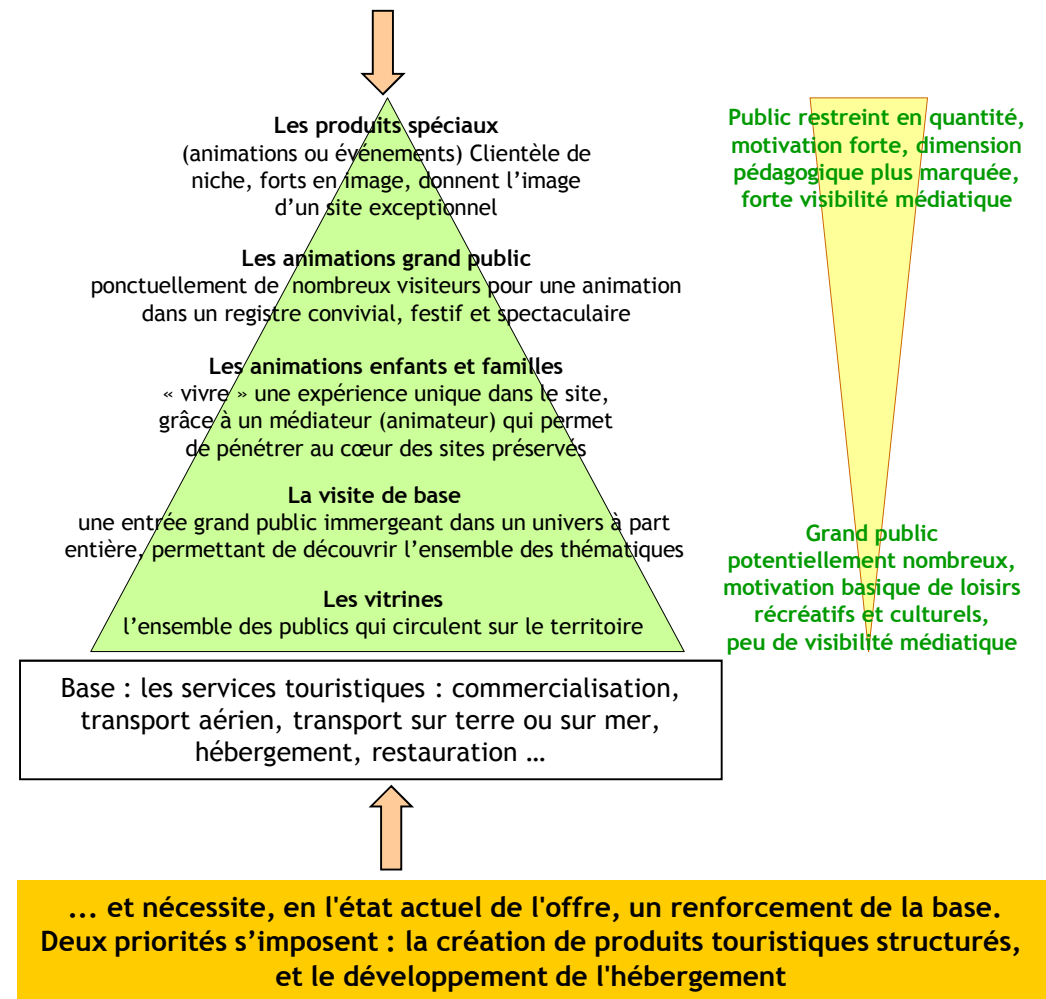 Les produits spéciaux
(animations ou événements) Clientèle de
niche, forts en image, donnent l’image
d’un site exceptionnel
Les animations grand public
ponctuellement de nombreux visiteurs pour une animation
dans un registre convivial, festif et spectaculaire
Les animations enfants et familles
« vivre » une expérience unique dans le site,
grâce à un médiateur (animateur) qui permet
de pénétrer au cœur des sites préservés
La visite de base
une entrée grand public immergeant dans un univers à part
entière, permettant de découvrir l’ensemble des thématiques
Les vitrines
l’ensemble des publics qui circulent sur le territoire
Public restreint en quantité,
motivation forte, dimension
pédagogique plus marquée,
forte visibilité médiatique
Grand public
potentiellement nombreux,
motivation basique de loisirs
récréatifs et culturels,
peu de visibilité médiatique
Base : les services touristiques : commercialisation,
transport aérien, transport sur terre ou sur mer,
hébergement, restauration …
... et nécessite, en l'état actuel de l'offre, un renforcement de la base.
Deux priorités s’imposent : la création de produits touristiques structurés,
et le développement de l'hébergement